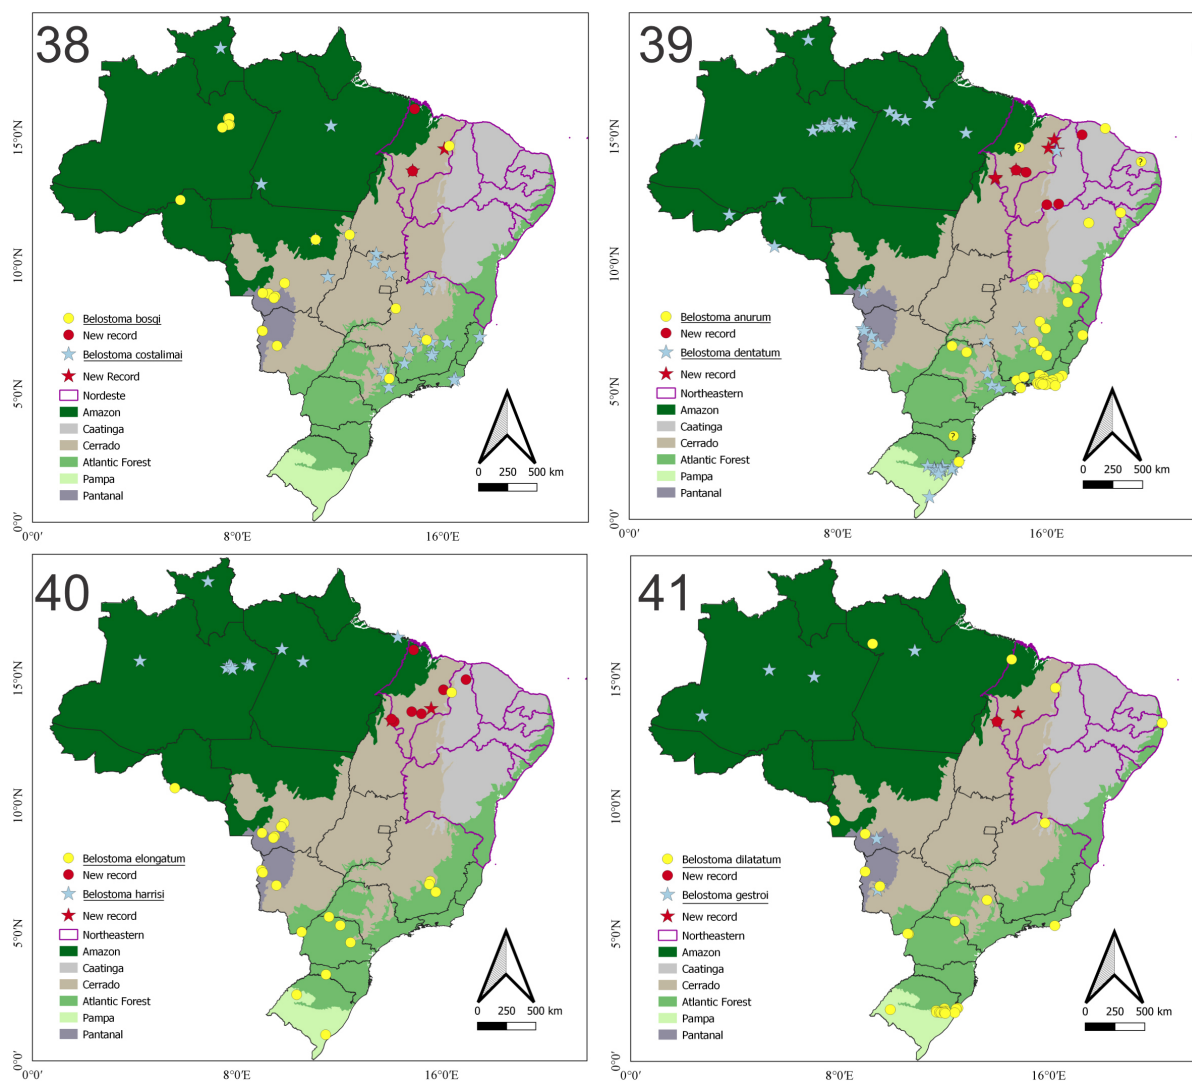 38
15°0'N
10°0'N
5°0'N
0°0'
0°0'
8°0'E
16°0'E
Belostoma bosqi
New record
Belostoma costalimai
New Record
Nordeste
Amazon
Caatinga
Cerrado
Atlantic Forest
Pampa
Pantanal
0 250 500 km
39
15°0'N
10°0'N
5°0'N
0°0'
0°0'
8°0'E
16°0'E
?
?
?
Belostoma anurum
New record
Belostoma dentatum
New record
Northeastern
Amazon
Caatinga
Cerrado
Atlantic Forest
Pampa
Pantanal
0 250 500 km
40
15°0'N
10°0'N
5°0'N
0°0'
0°0'
8°0'E
16°0'E
Belostoma elongatum
New record
Belostoma harrisi
New record
Northeastern
Amazon
Caatinga
Cerrado
Atlantic Forest
Pampa
Pantanal
0 250 500 km
41
15°0'N
10°0'N
5°0'N
0°0'
0°0'
8°0'E
16°0'E
Belostoma dilatatum
New record
Belostoma gestroi
New record
Northeastern
Amazon
Caatinga
Cerrado
Atlantic Forest
Pampa
Pantanal
0 250 500 km